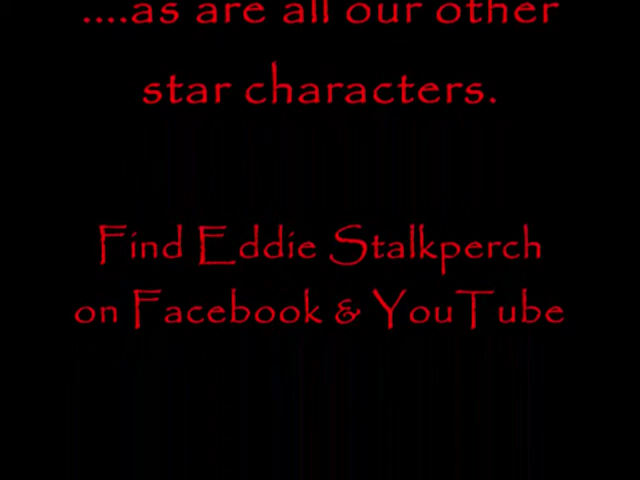 ....as are all our other
star characters.
Find Eddie Stalkperch
on Facebook & YouTube